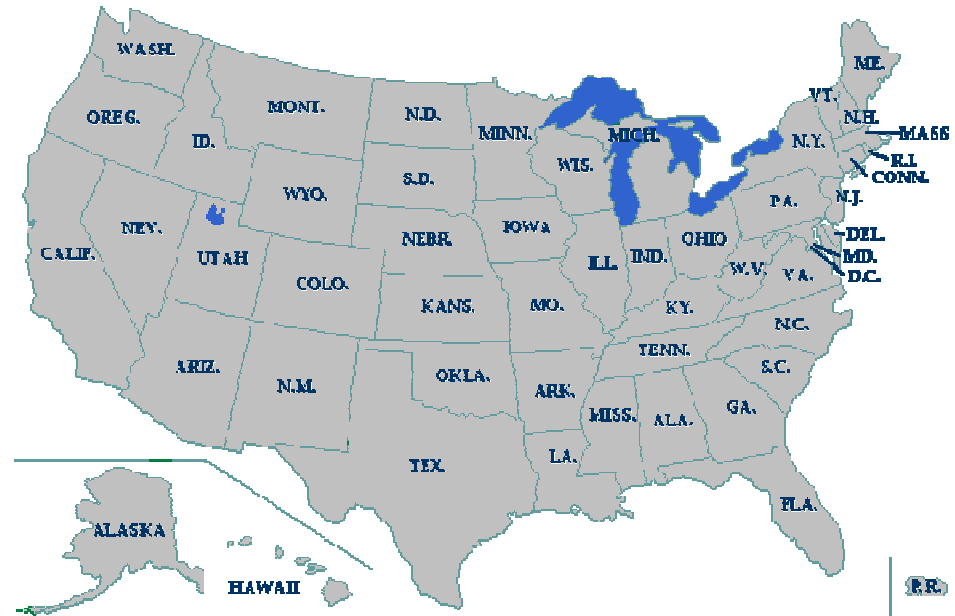 WASH.
ME.
MONT.
VT.
N.D.
OREG.
N.H.
MINN.
MASS
MICH.
ID.
N.Y.
R.I.
WIS.
CONN.
S.D.
WYO.
N.J.
PA.
NEV.
IOWA
DEL.
NEBR.
OHIO
CALIF.
UTAH
ILL.
IND.
MD.
W.V.
VA.
D.C.
COLO.
KANS.
MO.
KY.
N.C.
TENN.
ARIZ.
S.C.
OKLA.
N.M.
ARK.
GA.
MISS.
ALA.
LA.
TEX.
FLA.
ALASKA
HAWAII
P.R.